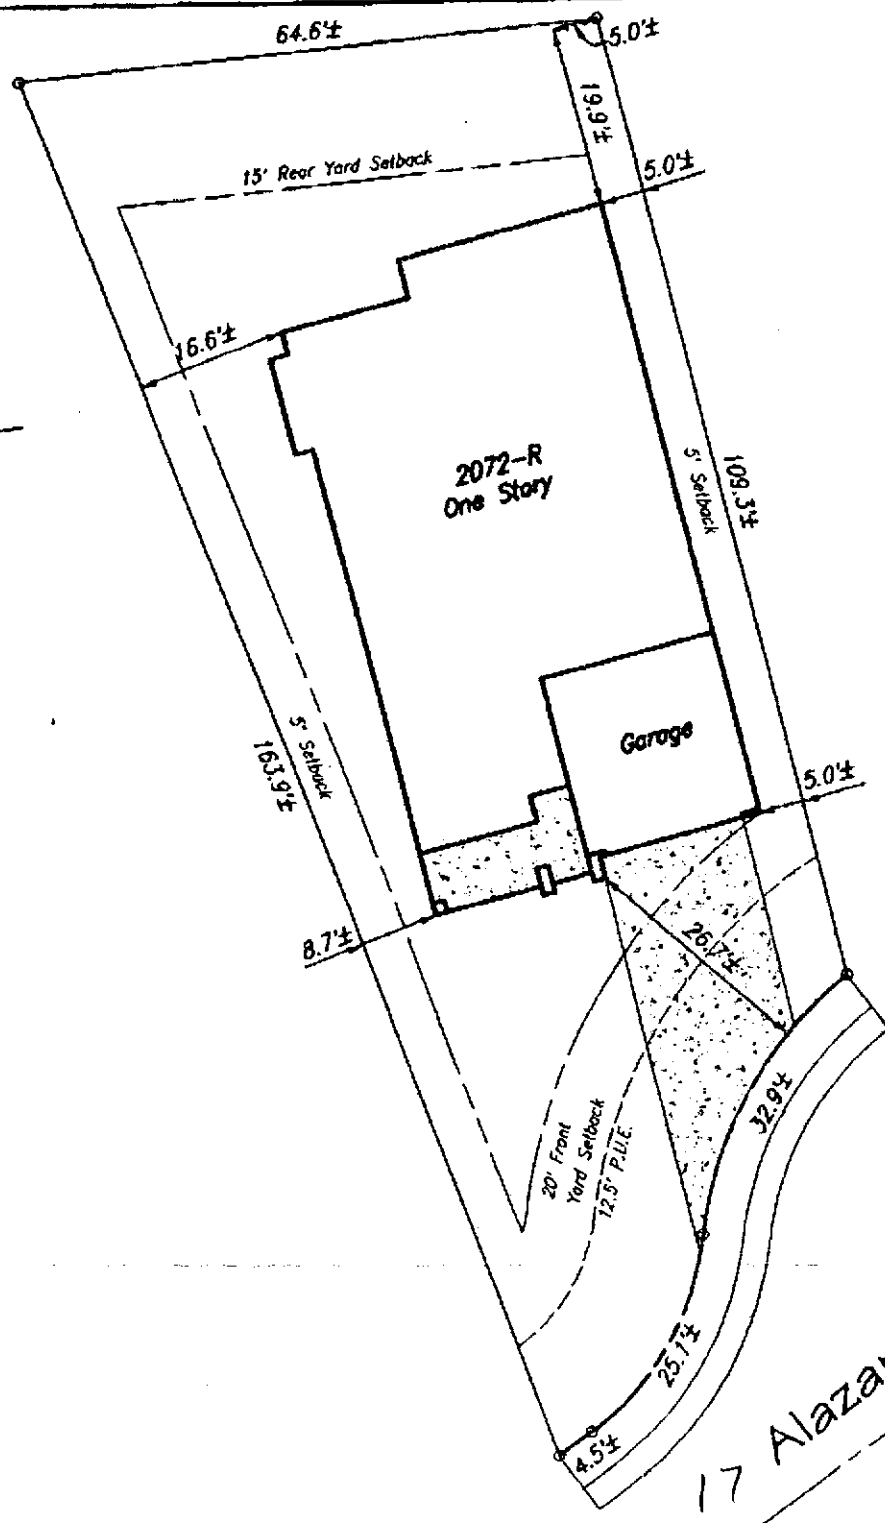 64.6'±
5.0'±
19.9'±
15' Rear Yard Setback
5.0'±
16.6'±
2072-R
One Story
5' Setback
109.3'±
5' Setback
163.9'±
Garage
5.0'±
8.7'±
26.7'±
20' Front
Yard Setback
12.5' P.U.E.
32.9'±
25.1'±
4.5'±
17 Alaza